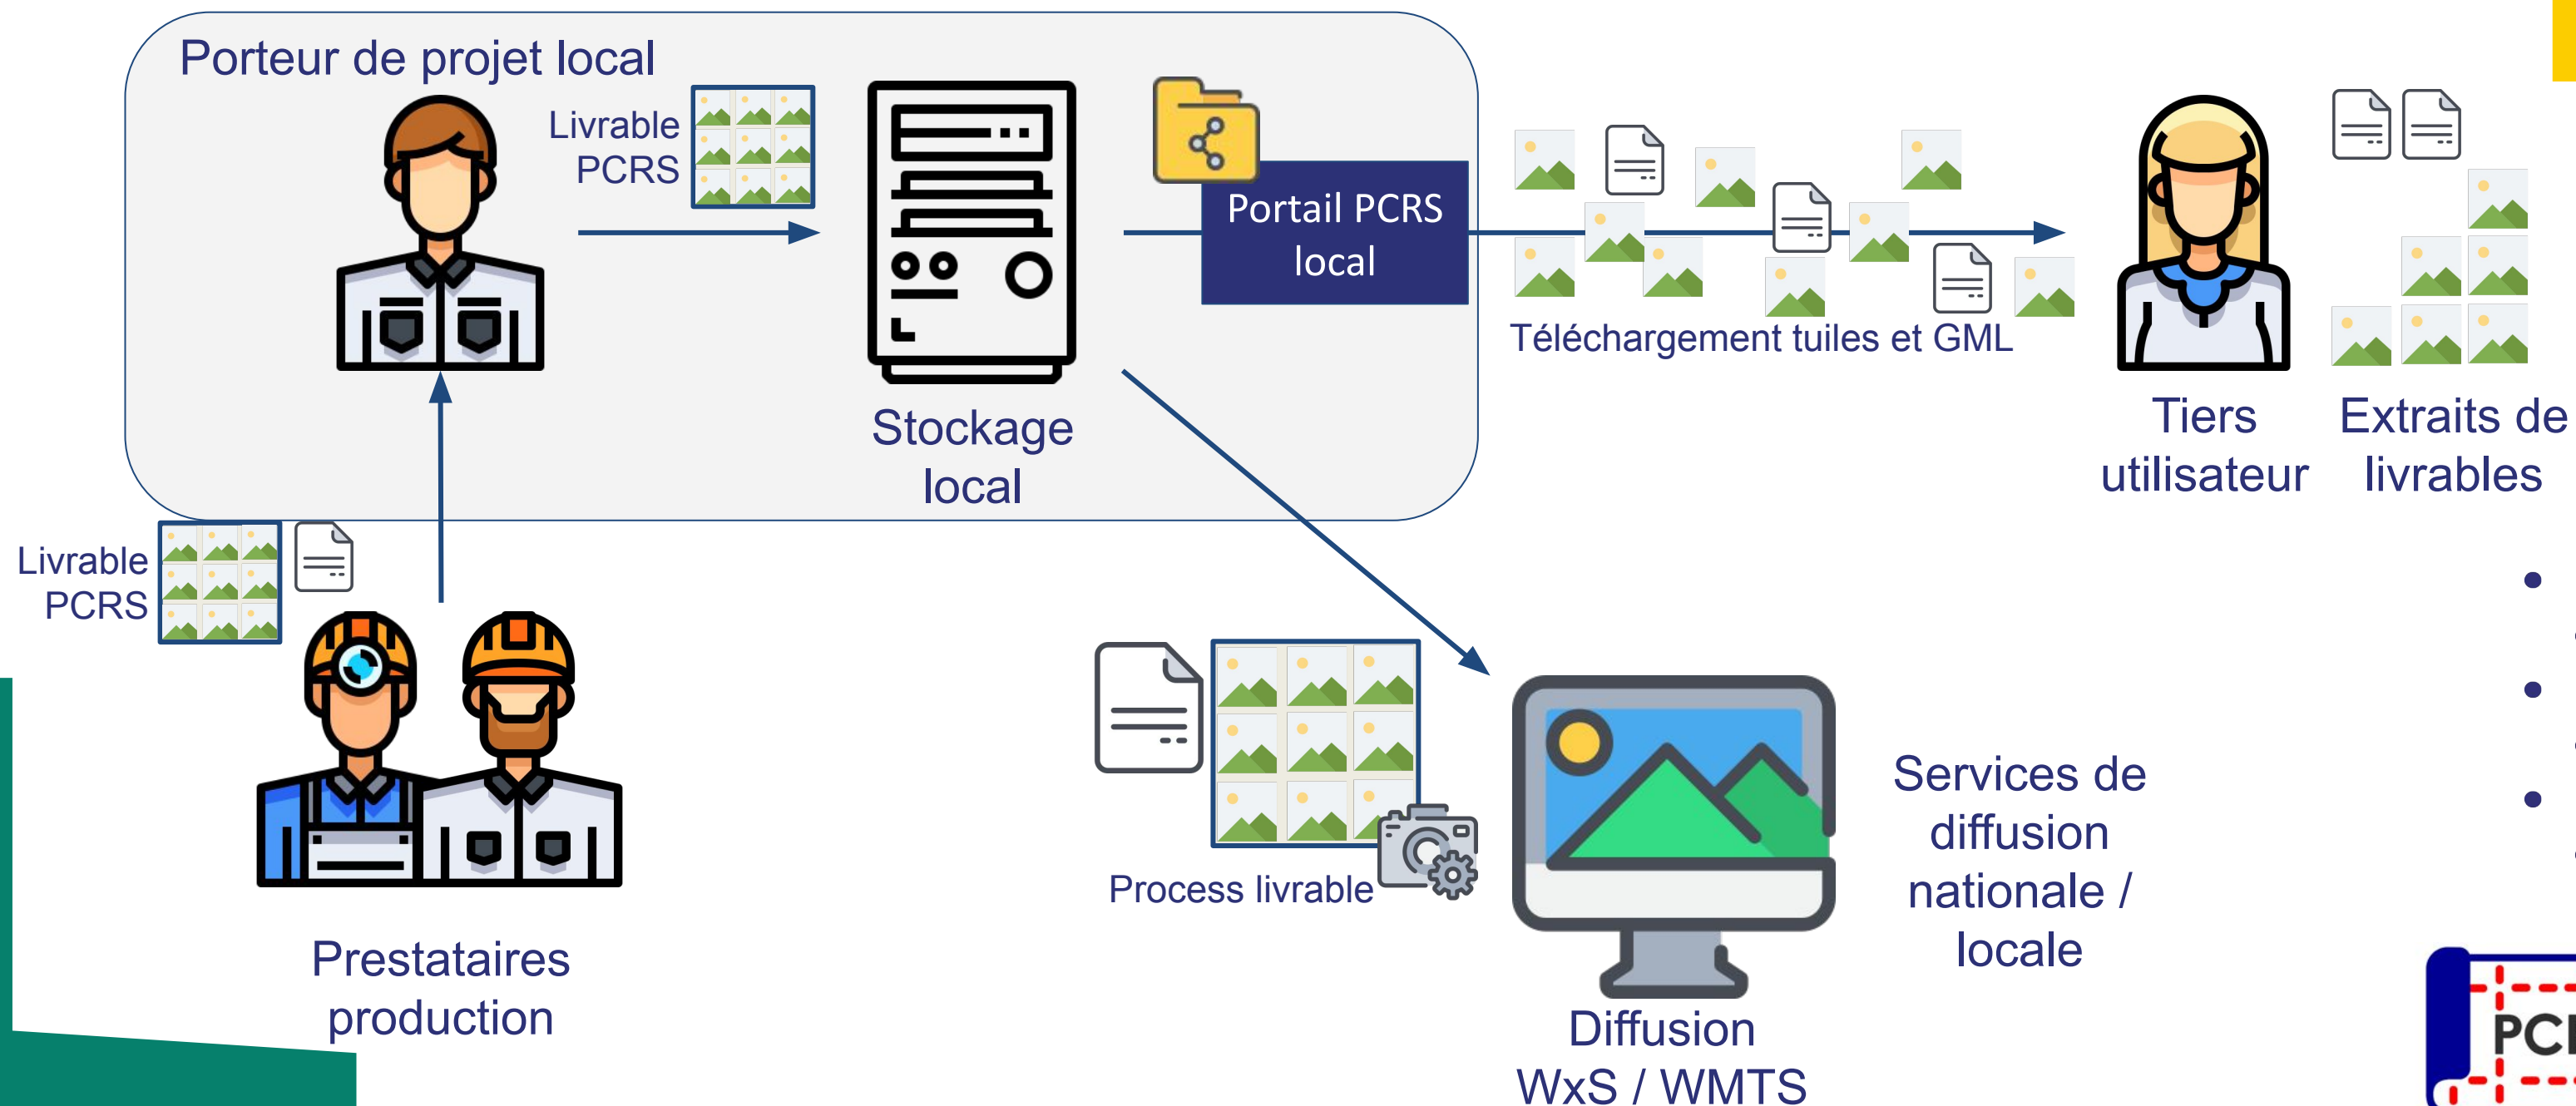 Porteur de projet local
Livrable
PCRS
Portail PCRS
local
Téléchargement tuiles et GML
Stockage
local
Tiers
utilisateur
Extraits de
livrables
Livrable
PCRS
Prestataires
production
Process livrable
Services de
diffusion
nationale /
locale
Diffusion
WxS / WMTS